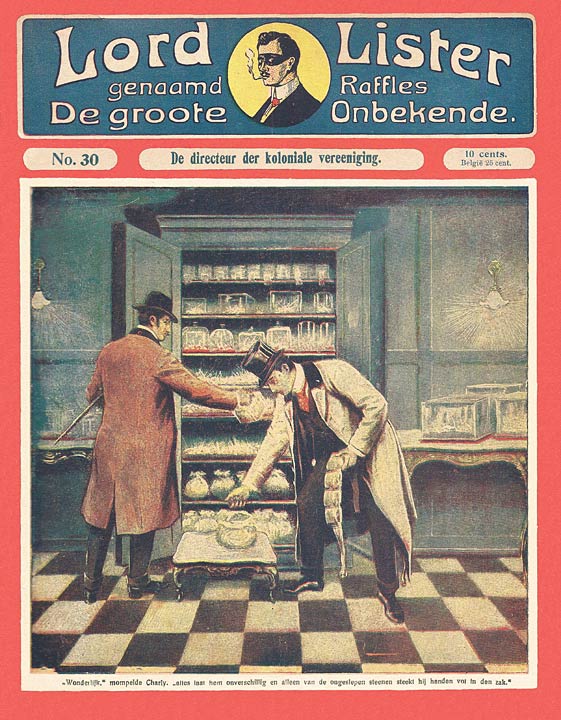 Lord Lister
genaamd Raffles
De groote Onbekende.
No. 30
De directeur der koloniale vereeniging.
10 cents.
België 25 cent.
„Wonderlijk,” mompelde Charly. „alles laat hem onverschillig en alleen van de ongeslepen steenen steekt hij handen vol in den zak.”